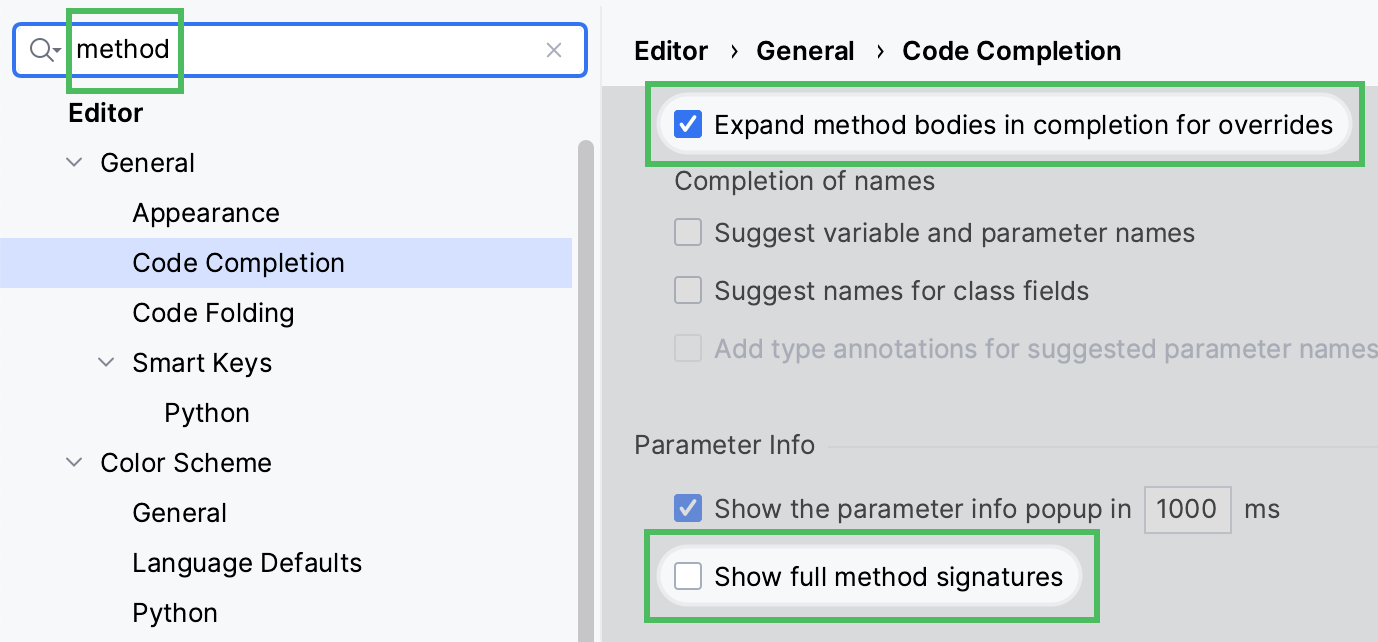 method
Editor
General
Appearance
Code Completion
Code Folding
Smart Keys
Python
Color Scheme
General
Language Defaults
Python
Editor › General › Code Completion
Expand method bodies in completion for overrides
Completion of names
Suggest variable and parameter names
Suggest names for class fields
Add type annotations for suggested parameter names
Parameter Info
Show the parameter info popup in 1000 ms
Show full method signatures